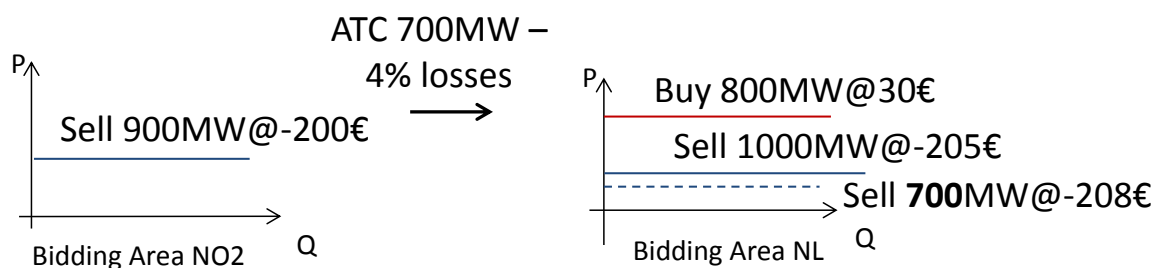 ATC 700MW –
4% losses
P
Sell 900MW@-200€
Q
Bidding Area NO2
P
Buy 800MW@30€
Sell 1000MW@-205€
Sell 700MW@-208€
Q
Bidding Area NL